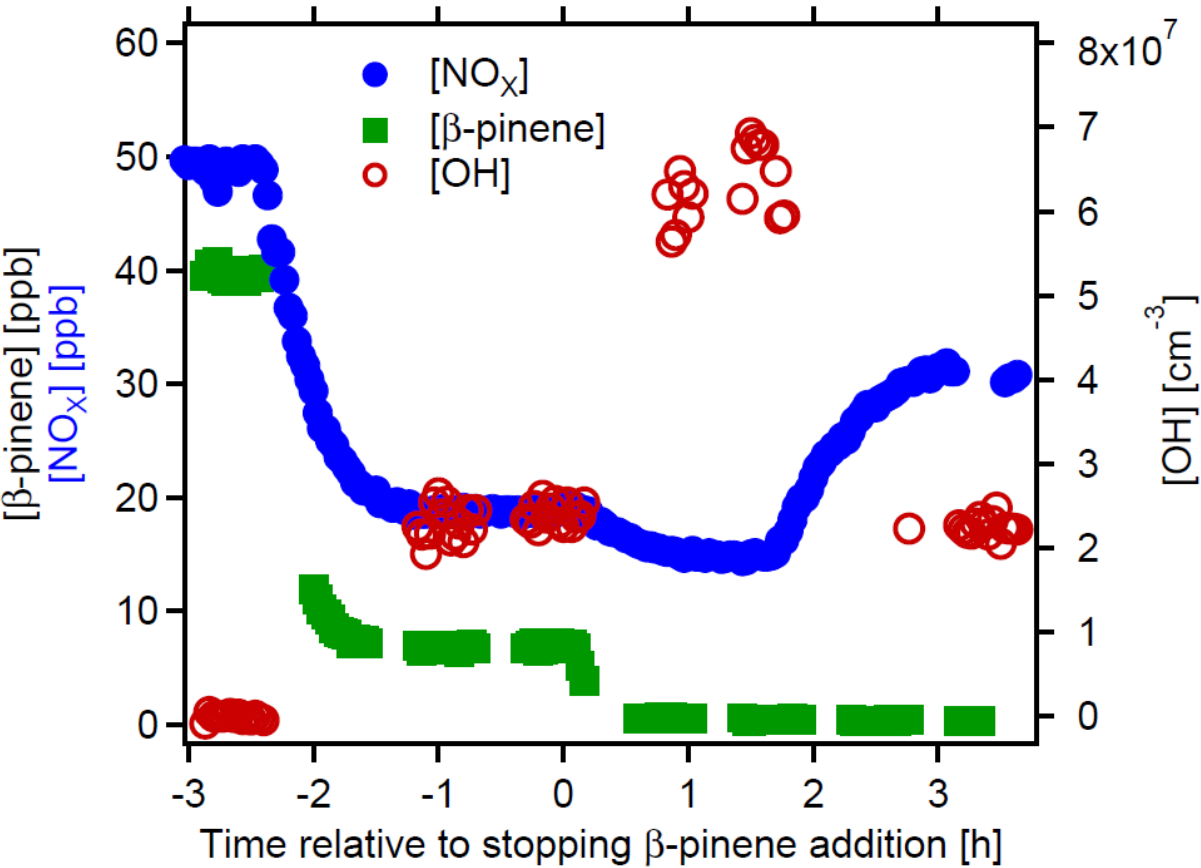 [NOX]
[β-pinene]
[OH]
60
50
40
30
20
10
0
[β-pinene] [ppb]
[NOX] [ppb]
8x10^7
7
6
5
4
3
2
1
0
[OH] [cm^-3]
-3 -2 -1 0 1 2 3
Time relative to stopping β-pinene addition [h]